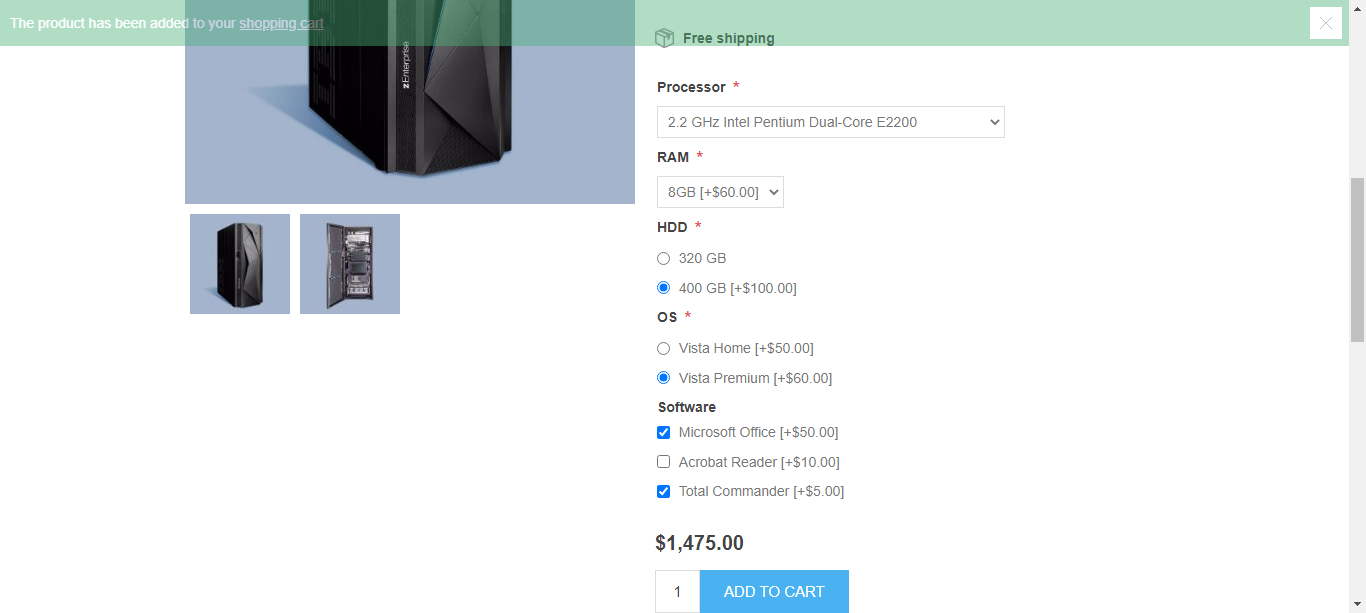 The product has been added to your shopping cart
zEnterprise
Free shipping
Processor *
2.2 GHz Intel Pentium Dual-Core E2200
RAM *
8GB [+$60.00]
HDD *
320 GB
400 GB [+$100.00]
OS *
Vista Home [+$50.00]
Vista Premium [+$60.00]
Software
Microsoft Office [+$50.00]
Acrobat Reader [+$10.00]
Total Commander [+$5.00]
$1,475.00
1 ADD TO CART